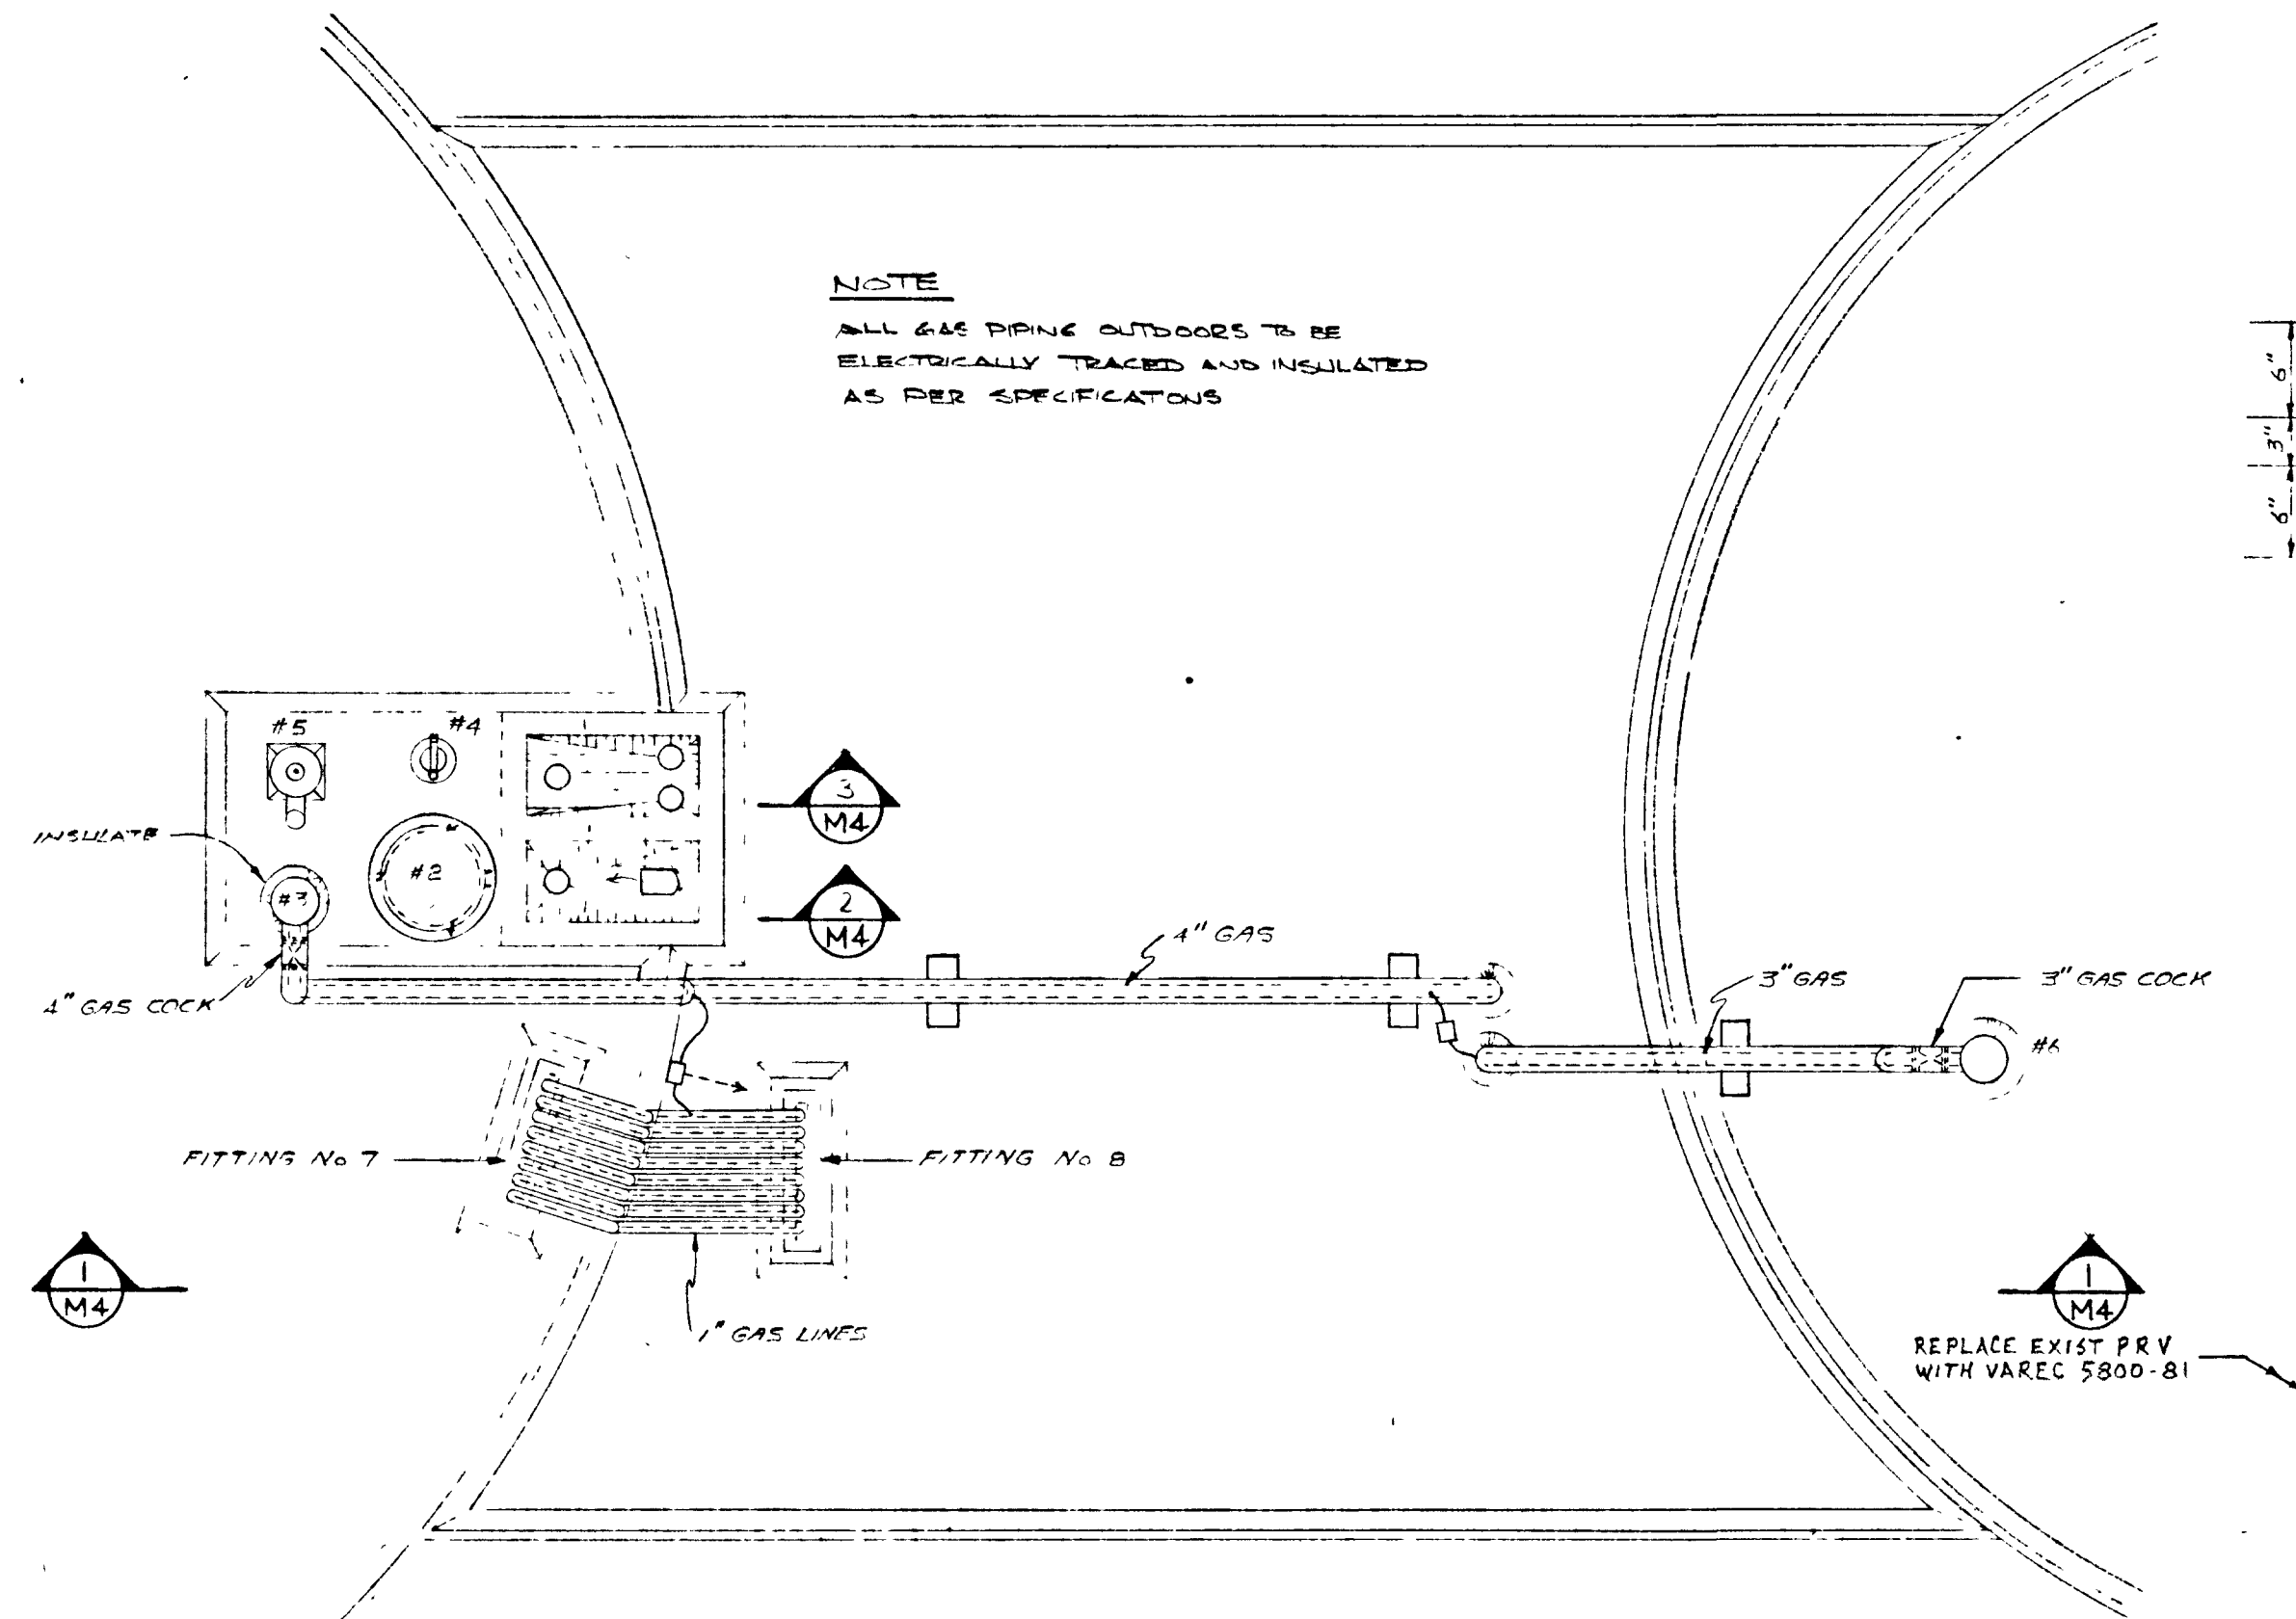 NOTE
ALL GAS PIPING OUTDOORS TO BE
ELECTRICALLY TRACED AND INSULATED
AS PER SPECIFICATONS
6"
3"
6"
#5
#4
3
M4
INSULATE
#2
#3
2
M4
4" GAS
4" GAS COCK
3" GAS
3" GAS COCK
#6
FITTING No 7
FITTING No 8
1
M4
1" GAS LINES
1
M4
REPLACE EXIST PRV
WITH VAREC 5800-81